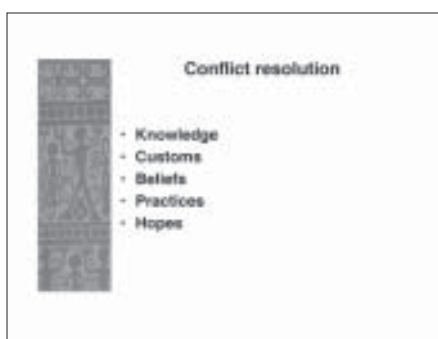 Conflict resolution
• Knowledge
• Customs
• Beliefs
• Practices
• Hopes